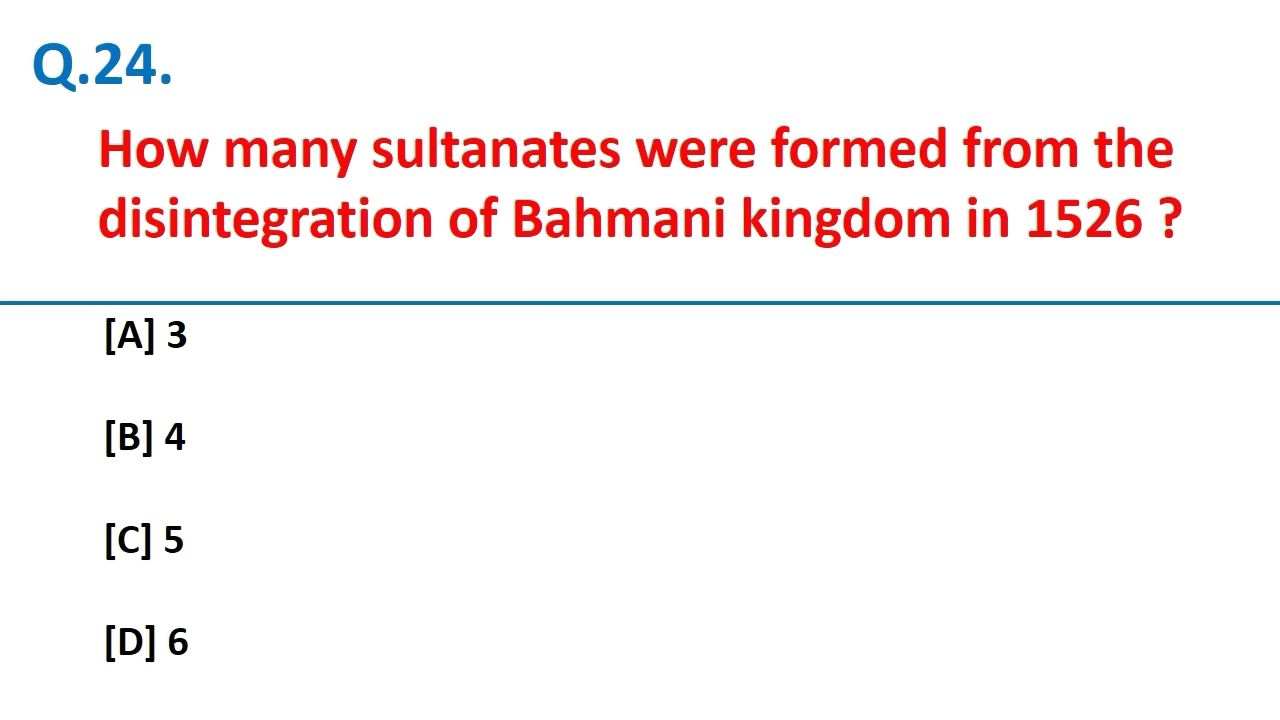 Q.24.
How many sultanates were formed from the
disintegration of Bahmani kingdom in 1526 ?
[A] 3
[B] 4
[C] 5
[D] 6